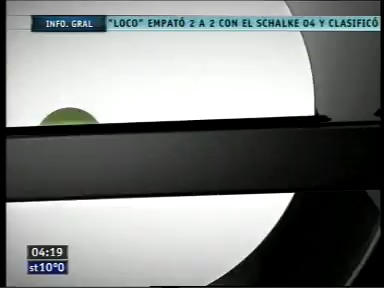 INFO. GRAL
"LOCO" EMPATÓ 2 A 2 CON EL SCHALKE 04 Y CLASIFICÓ
04:19
st10°0